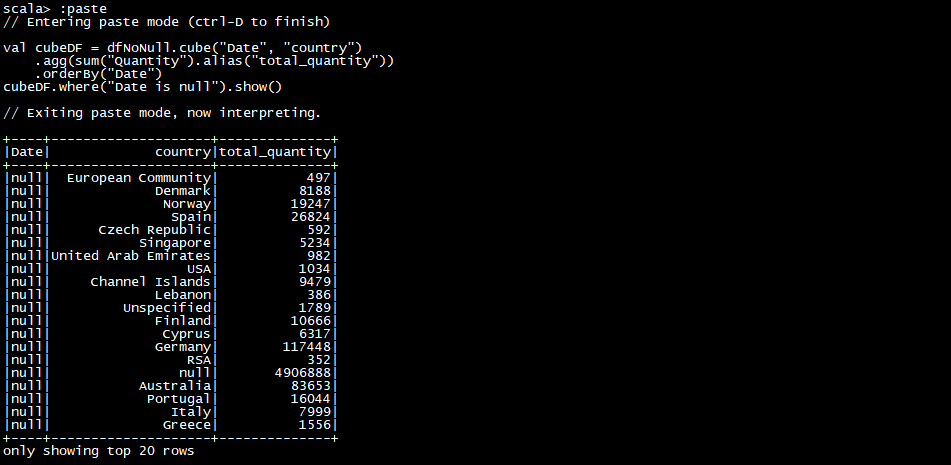 scala> :paste
// Entering paste mode (ctrl-D to finish)
val cubeDF = dfNoNull.cube("Date", "country")
    .agg(sum("Quantity").alias("total_quantity"))
    .orderBy("Date")
cubeDF.where("Date is null").show()
// Exiting paste mode, now interpreting.
+----+--------------------+--------------+
|Date|             country|total_quantity|
+----+--------------------+--------------+
|null|  European Community|           497|
|null|             Denmark|          8188|
|null|              Norway|         19247|
|null|               Spain|         26824|
|null|      Czech Republic|           592|
|null|           Singapore|          5234|
|null|United Arab Emirates|           982|
|null|                 USA|          1034|
|null|     Channel Islands|          9479|
|null|             Lebanon|           386|
|null|         Unspecified|          1789|
|null|             Finland|         10666|
|null|              Cyprus|          6317|
|null|             Germany|        117448|
|null|                 RSA|           352|
|null|                null|       4906888|
|null|           Australia|         83653|
|null|            Portugal|         16044|
|null|               Italy|          7999|
|null|              Greece|          1556|
+----+--------------------+--------------+
only showing top 20 rows